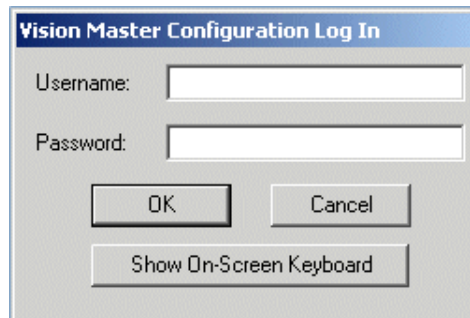 Vision Master Configuration Log In
Username:
Password:
OK Cancel
Show On-Screen Keyboard